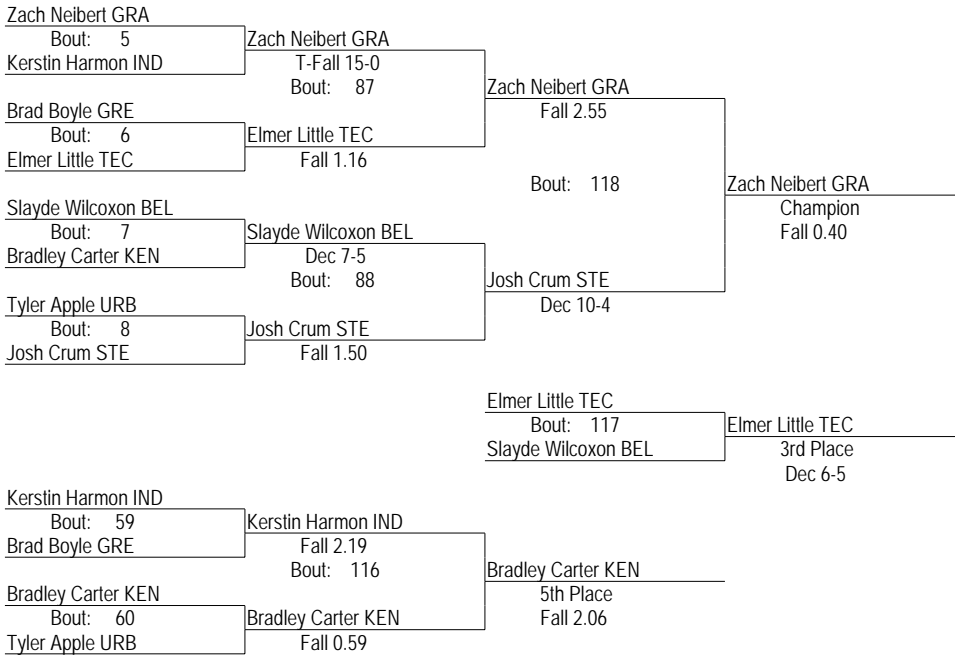 Zach Neibert GRA
Bout: 5
Zach Neibert GRA
Kerstin Harmon IND
T-Fall 15-0
Bout: 87
Zach Neibert GRA
Brad Boyle GRE
Fall 2.55
Bout: 6
Elmer Little TEC
Elmer Little TEC
Fall 1.16
Bout: 118
Zach Neibert GRA
Slayde Wilcoxon BEL
Champion
Bout: 7
Slayde Wilcoxon BEL
Fall 0.40
Bradley Carter KEN
Dec 7-5
Bout: 88
Josh Crum STE
Tyler Apple URB
Dec 10-4
Bout: 8
Josh Crum STE
Josh Crum STE
Fall 1.50
Elmer Little TEC
Bout: 117
Elmer Little TEC
Slayde Wilcoxon BEL
3rd Place
Dec 6-5
Kerstin Harmon IND
Bout: 59
Kerstin Harmon IND
Brad Boyle GRE
Fall 2.19
Bout: 116
Bradley Carter KEN
Bradley Carter KEN
5th Place
Bout: 60
Bradley Carter KEN
Fall 2.06
Tyler Apple URB
Fall 0.59